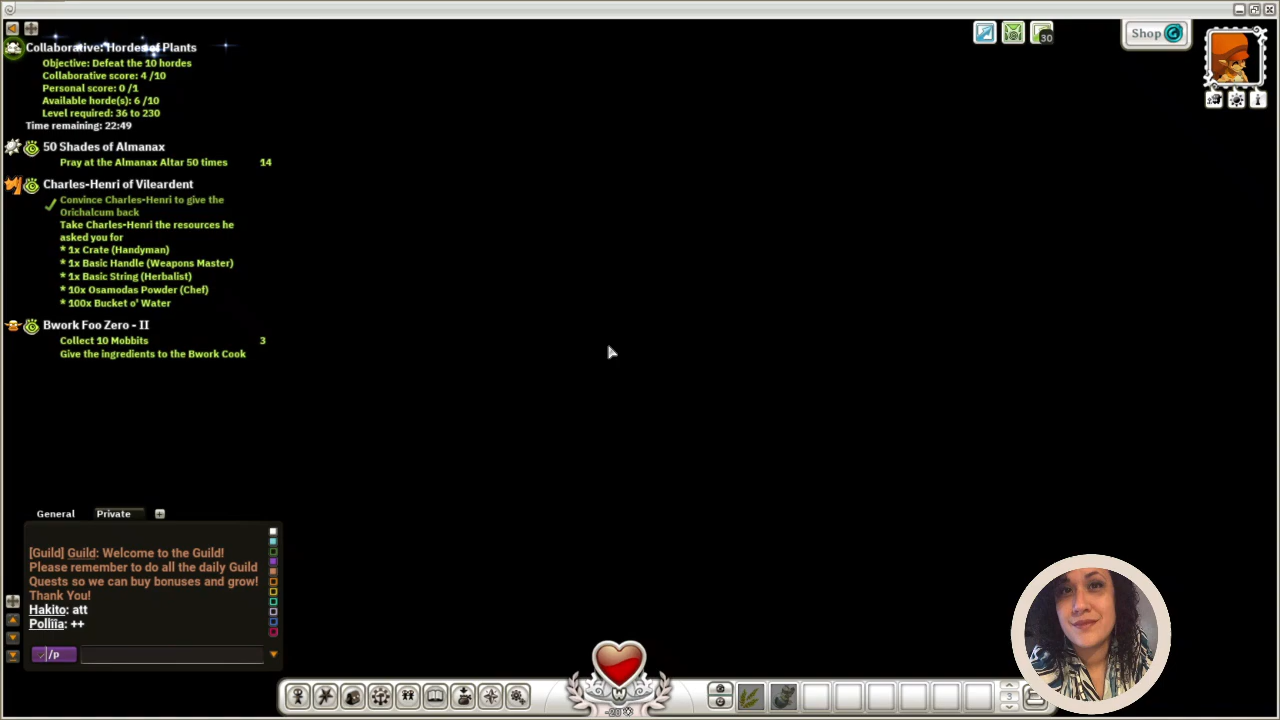 Collaborative: Hordes of Plants
Objective: Defeat the 10 hordes
Collaborative score: 4 /10
Personal score: 0 /1
Available horde(s): 6 /10
Level required: 36 to 230
Time remaining: 22:49
50 Shades of Almanax
Pray at the Almanax Altar 50 times 14
Charles-Henri of Vileardent
Convince Charles-Henri to give the
Orichalcum back
Take Charles-Henri the resources he
asked you for
* 1x Crate (Handyman)
* 1x Basic Handle (Weapons Master)
* 1x Basic String (Herbalist)
* 10x Osamodas Powder (Chef)
* 100x Bucket o' Water
Bwork Foo Zero - II
Collect 10 Mobbits 3
Give the ingredients to the Bwork Cook
30
Shop
General Private
[Guild] Guild: Welcome to the Guild!
Please remember to do all the daily Guild
Quests so we can buy bonuses and grow!
Thank You!
Hakito: att
Polliïa: ++
/p
W
3